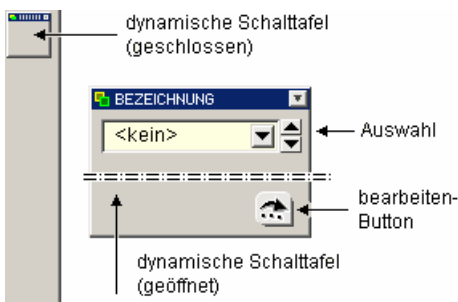 dynamische Schalttafel
(geschlossen)
BEZEICHNUNG
<kein>
Auswahl
bearbeiten-
Button
dynamische Schalttafel
(geöffnet)